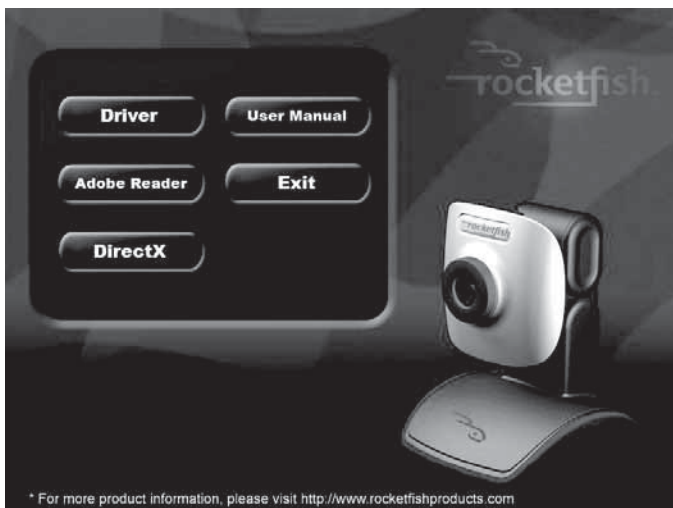 rocketfish
Driver
User Manual
Adobe Reader
Exit
DirectX
rocketfish
* For more product information, please visit http://www.rocketfishproducts.com